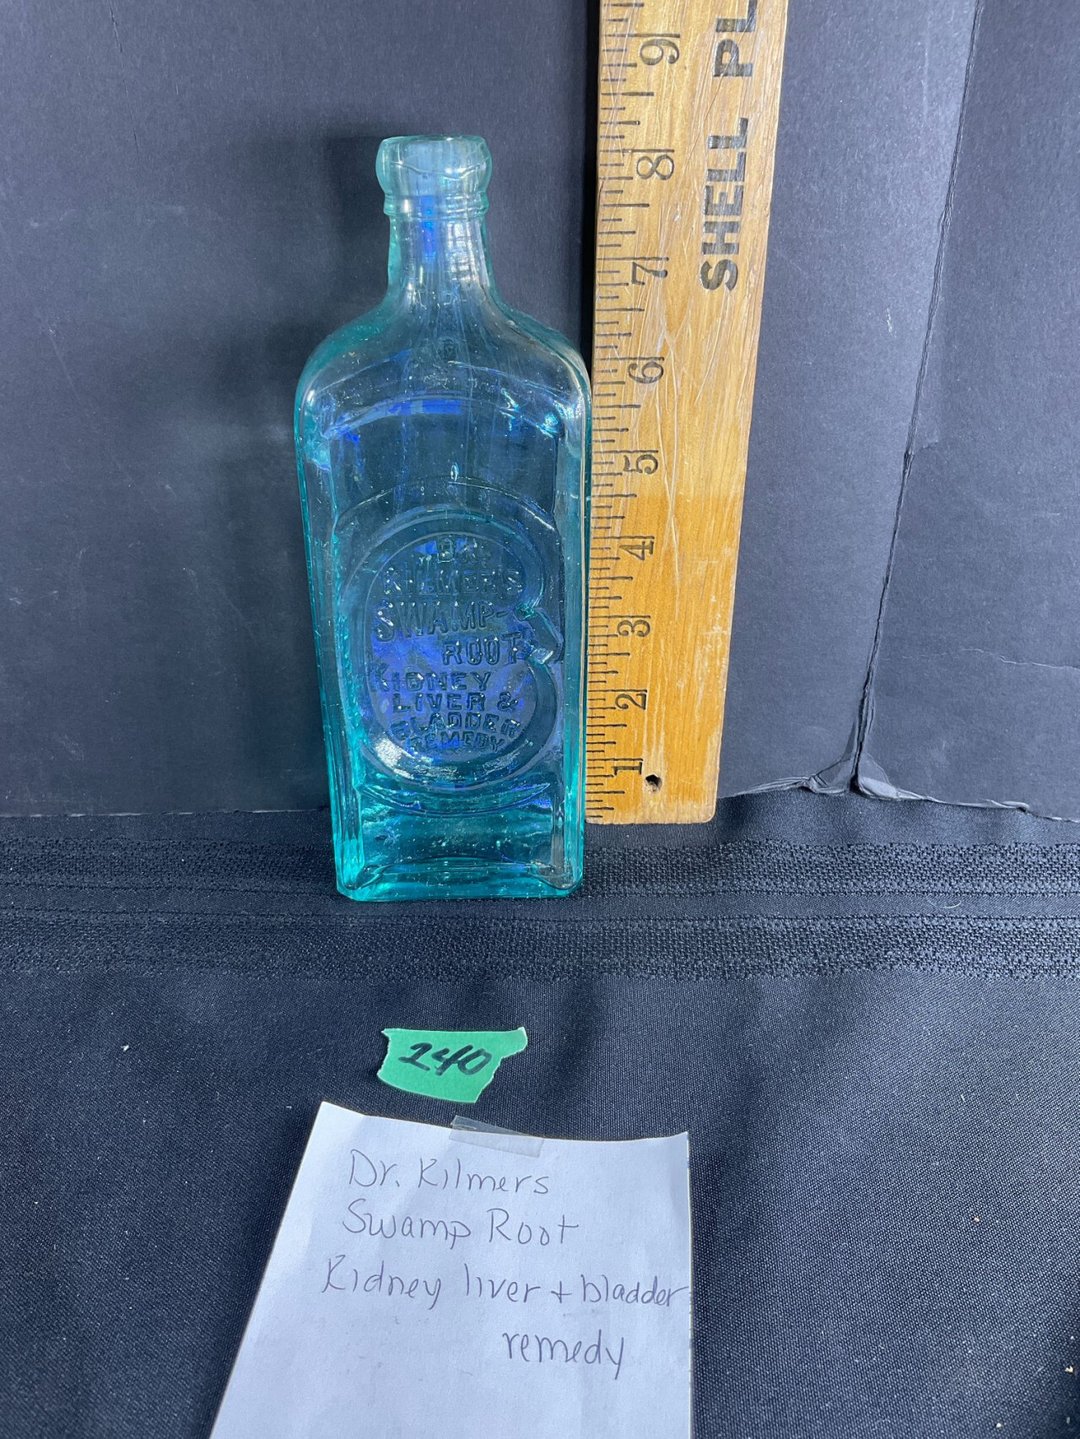 9
8
7
6
5
4
3
2
1
SHELL PL
DR.
KILMER'S
SWAMP-
ROOT
KIDNEY
LIVER &
BLADDER
REMEDY
240
Dr. Kilmers
Swamp Root
Kidney liver + bladder
remedy